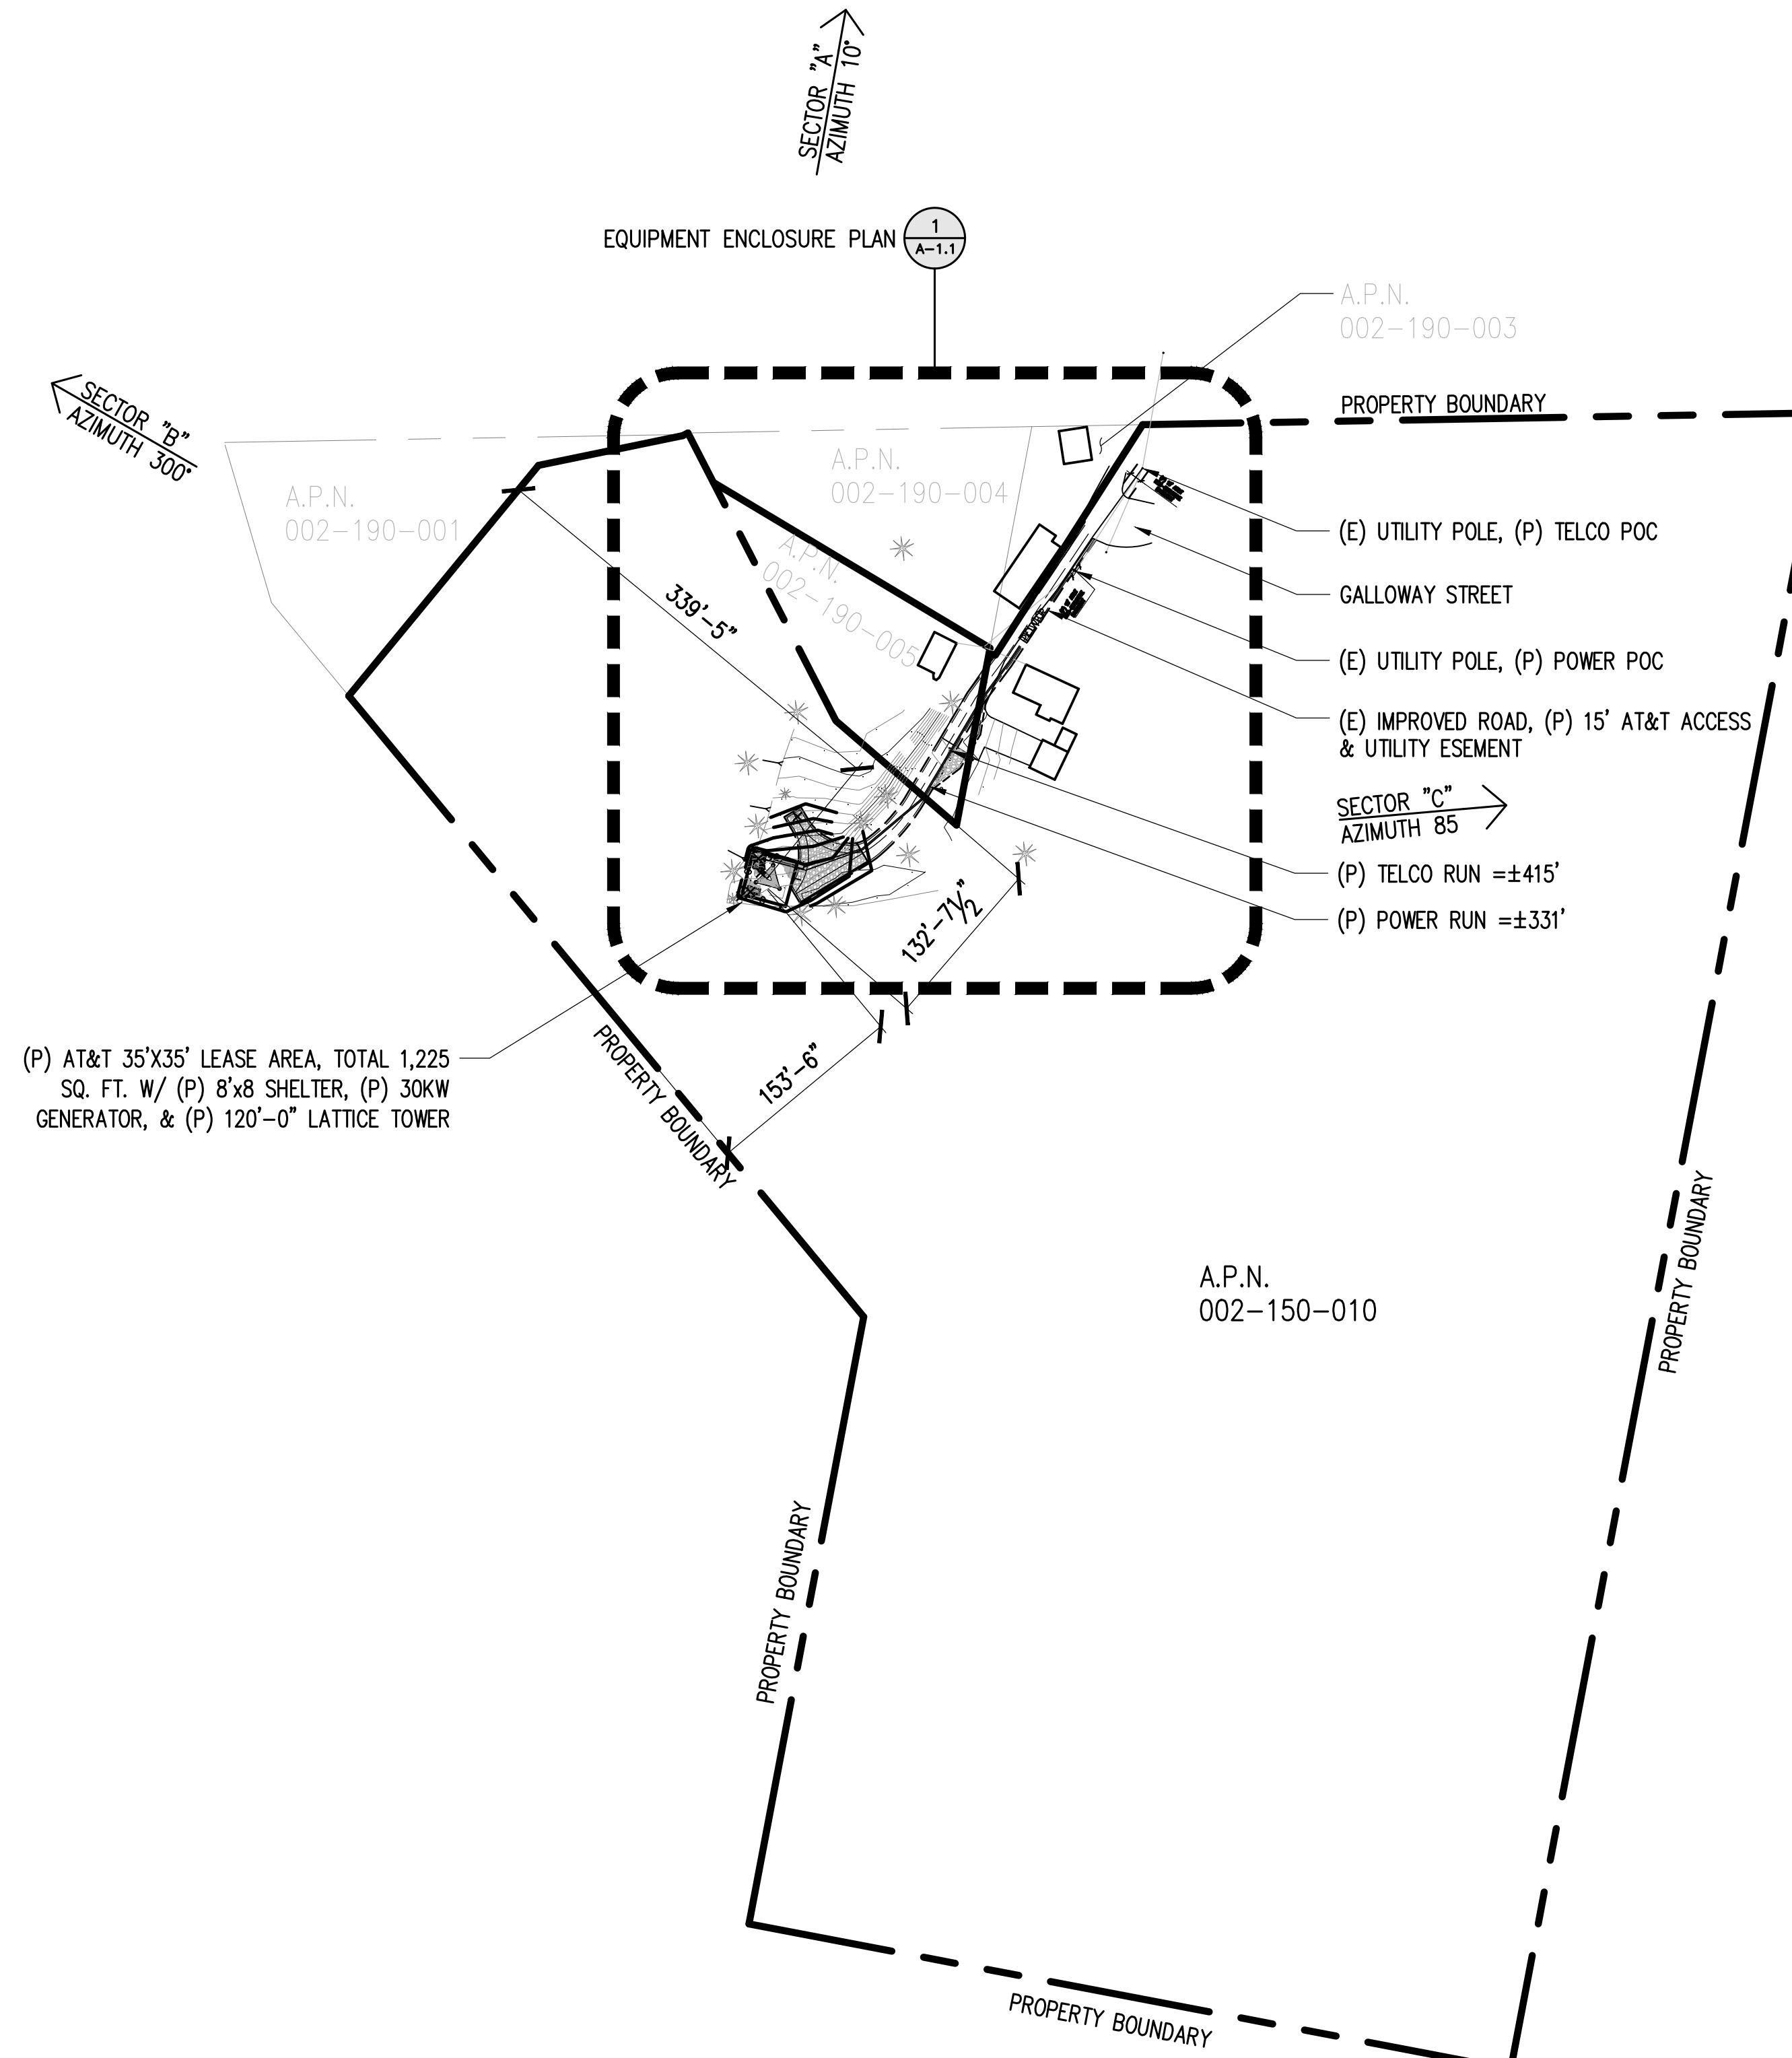 SECTOR "A"
AZIMUTH 10°
EQUIPMENT ENCLOSURE PLAN
1
A-1.1
A.P.N.
002-190-003
SECTOR "B"
AZIMUTH 300°
PROPERTY BOUNDARY
A.P.N.
002-190-004
A.P.N.
002-190-001
A.P.N.
002-190-005
(E) UTILITY POLE, (P) TELCO POC
GALLOWAY STREET
339'-5"
(E) UTILITY POLE, (P) POWER POC
(E) IMPROVED ROAD, (P) 15' AT&T ACCESS
& UTILITY ESEMENT
SECTOR "C"
AZIMUTH 85
(P) TELCO RUN =±415'
(P) POWER RUN =±331'
132'-7½"
(P) AT&T 35'X35' LEASE AREA, TOTAL 1,225
SQ. FT. W/ (P) 8'x8 SHELTER, (P) 30KW
GENERATOR, & (P) 120'-0" LATTICE TOWER
PROPERTY BOUNDARY
153'-6"
A.P.N.
002-150-010
PROPERTY BOUNDARY
PROPERTY BOUNDARY
PROPERTY BOUNDARY